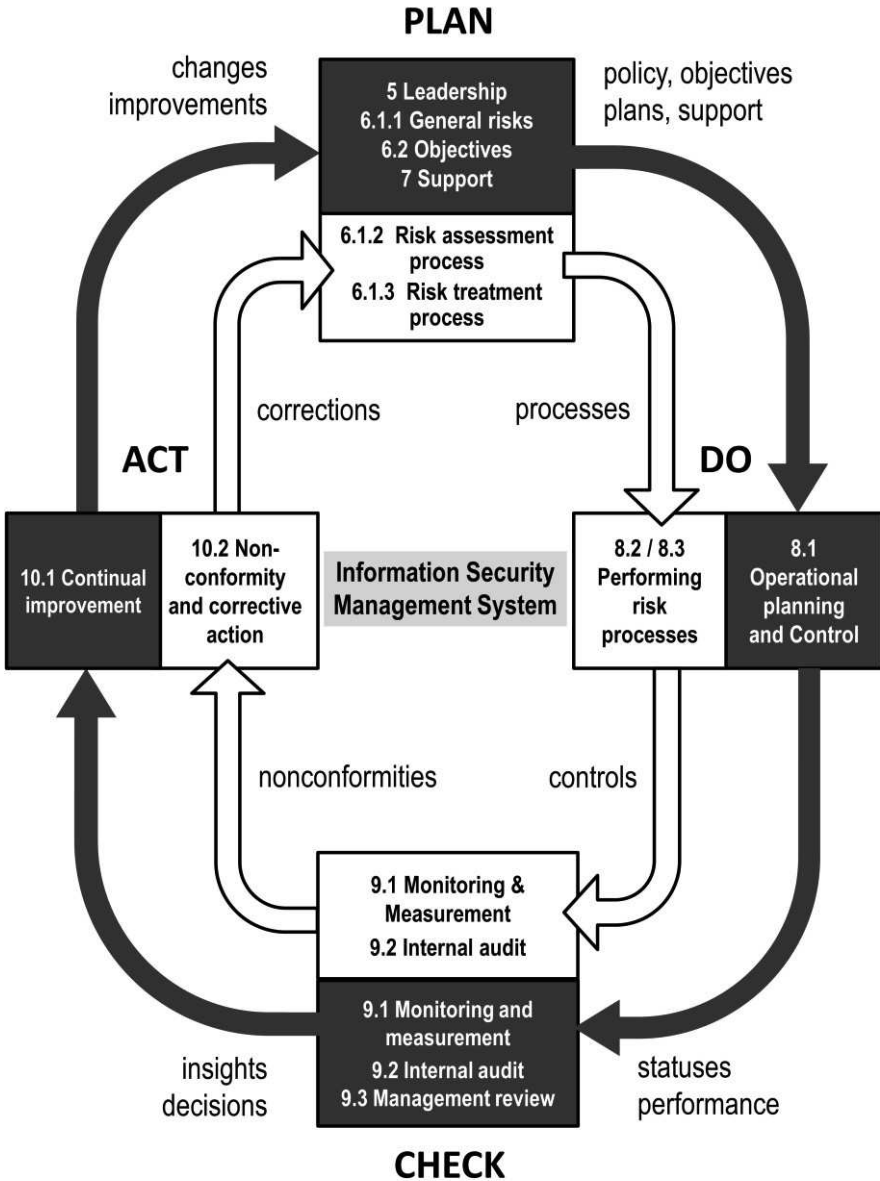 PLAN
changes
improvements
5 Leadership
6.1.1 General risks
6.2 Objectives
7 Support
policy, objectives
plans, support
6.1.2 Risk assessment
process
6.1.3 Risk treatment
process
corrections
processes
ACT
DO
10.1 Continual
improvement
10.2 Non-
conformity
and corrective
action
Information Security
Management System
8.2 / 8.3
Performing
risk
processes
8.1
Operational
planning
and Control
nonconformities
controls
9.1 Monitoring &
Measurement
9.2 Internal audit
9.1 Monitoring and
measurement
9.2 Internal audit
9.3 Management review
insights
decisions
statuses
performance
CHECK